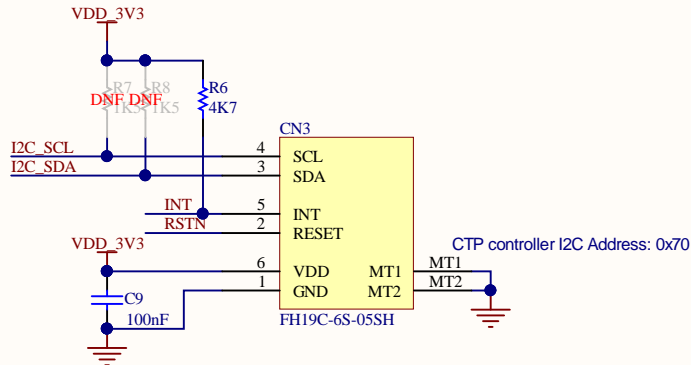 VDD_3V3
R7
R8
R6
DNF
DNF
1K5
1K5
4K7
CN3
I2C_SCL
4
SCL
I2C_SDA
3
SDA
INT
5
INT
RSTN
2
RESET
CTP controller I2C Address: 0x70
VDD_3V3
6
VDD
MT1
MT1
1
GND
MT2
MT2
C9
100nF
FH19C-6S-05SH